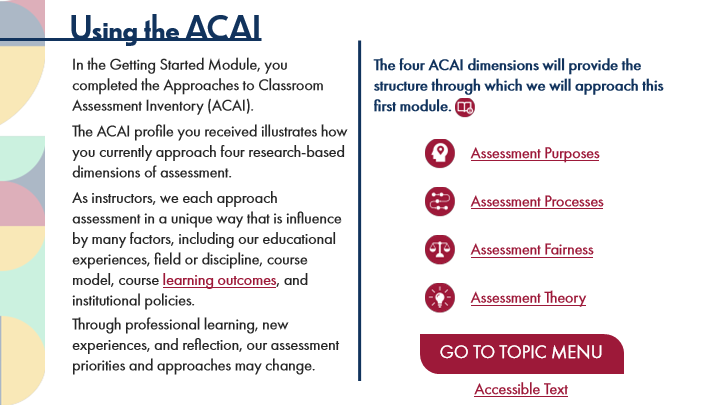 Using the ACAI
In the Getting Started Module, you
completed the Approaches to Classroom
Assessment Inventory (ACAI).
The ACAI profile you received illustrates how
you currently approach four research-based
dimensions of assessment.
As instructors, we each approach
assessment in a unique way that is influence
by many factors, including our educational
experiences, field or discipline, course
model, course learning outcomes, and
institutional policies.
Through professional learning, new
experiences, and reflection, our assessment
priorities and approaches may change.
The four ACAI dimensions will provide the
structure through which we will approach this
first module.
Assessment Purposes
Assessment Processes
Assessment Fairness
Assessment Theory
GO TO TOPIC MENU
Accessible Text